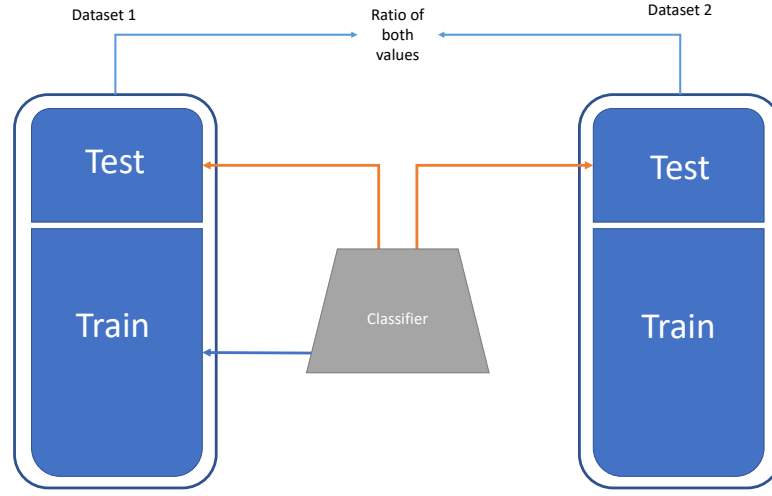 Dataset 1
Ratio of
both
values
Dataset 2
Test
Test
Classifier
Train
Train